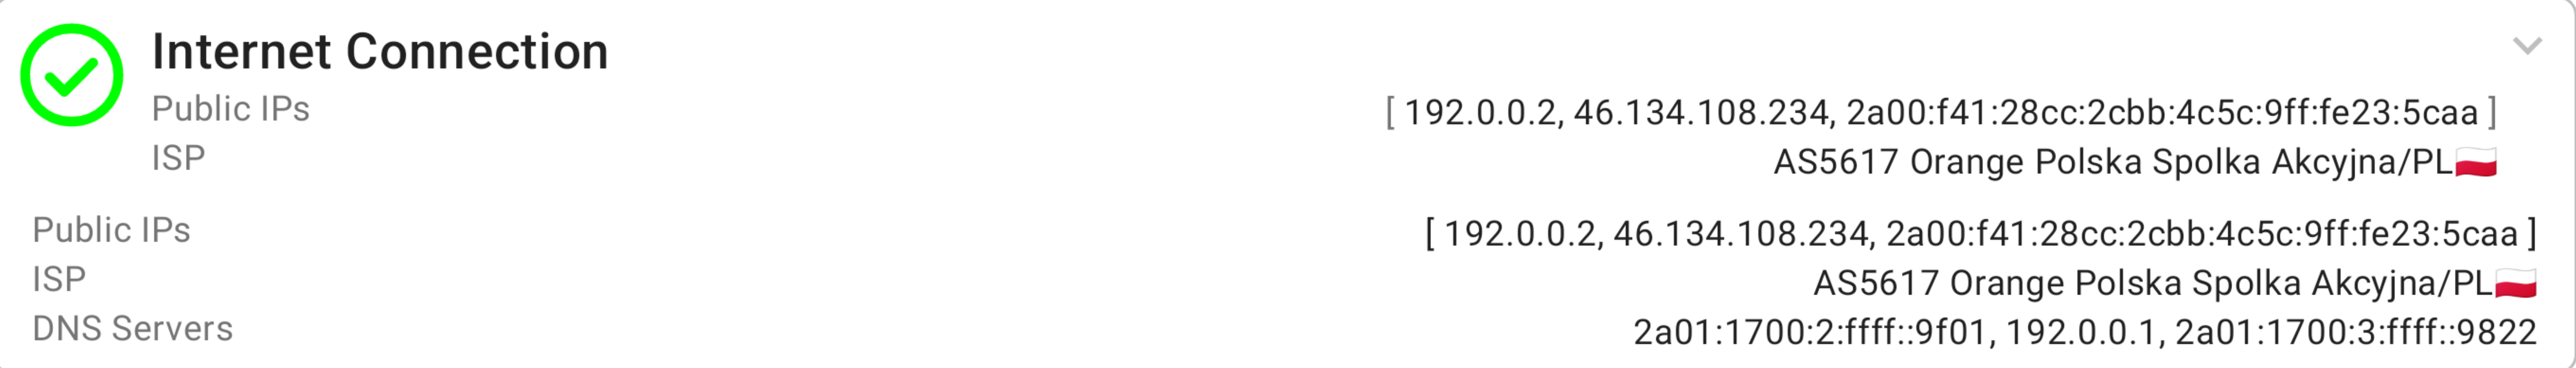 Internet Connection
Public IPs [ 192.0.0.2, 46.134.108.234, 2a00:f41:28cc:2cbb:4c5c:9ff:fe23:5caa ]
ISP AS5617 Orange Polska Spolka Akcyjna/PL🇵🇱
Public IPs [ 192.0.0.2, 46.134.108.234, 2a00:f41:28cc:2cbb:4c5c:9ff:fe23:5caa ]
ISP AS5617 Orange Polska Spolka Akcyjna/PL🇵🇱
DNS Servers 2a01:1700:2:ffff::9f01, 192.0.0.1, 2a01:1700:3:ffff::9822